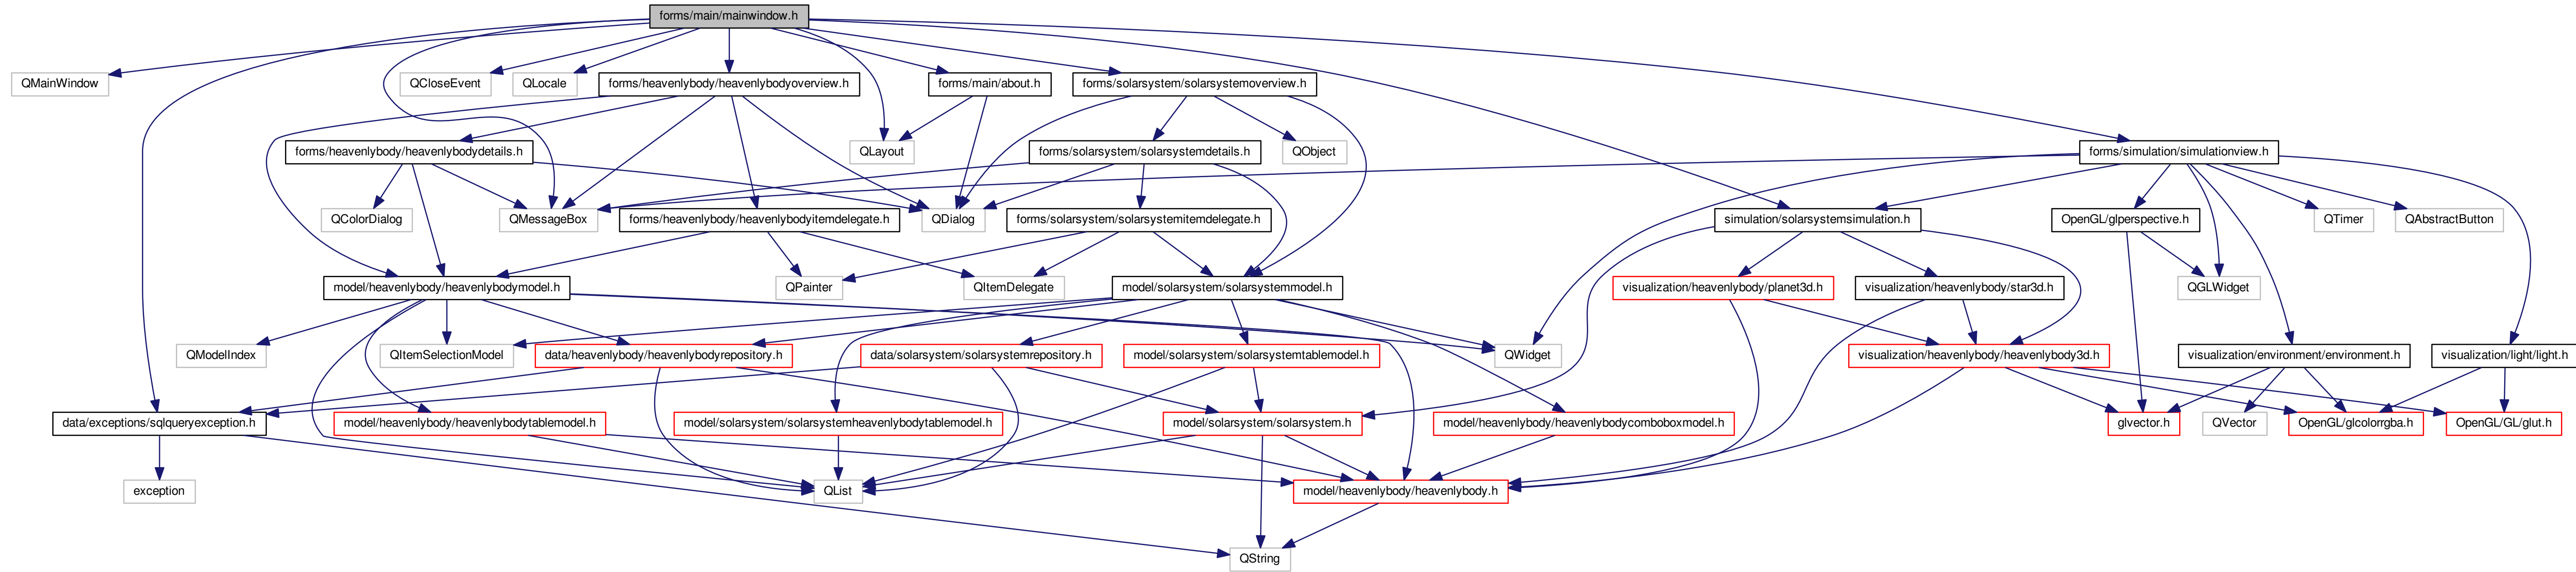 forms/main/mainwindow.h
QMainWindow
QCloseEvent
QLocale
forms/heavenlybody/heavenlybodyoverview.h
forms/main/about.h
forms/solarsystem/solarsystemoverview.h
forms/heavenlybody/heavenlybodydetails.h
QLayout
forms/solarsystem/solarsystemdetails.h
QObject
forms/simulation/simulationview.h
QColorDialog
QMessageBox
forms/heavenlybody/heavenlybodyitemdelegate.h
QDialog
forms/solarsystem/solarsystemitemdelegate.h
simulation/solarsystemsimulation.h
OpenGL/glperspective.h
QTimer
QAbstractButton
model/heavenlybody/heavenlybodymodel.h
QPainter
QItemDelegate
model/solarsystem/solarsystemmodel.h
visualization/heavenlybody/planet3d.h
visualization/heavenlybody/star3d.h
QGLWidget
QModelIndex
QItemSelectionModel
data/heavenlybody/heavenlybodyrepository.h
data/solarsystem/solarsystemrepository.h
model/solarsystem/solarsystemtablemodel.h
QWidget
visualization/heavenlybody/heavenlybody3d.h
visualization/environment/environment.h
visualization/light/light.h
data/exceptions/sqlqueryexception.h
model/heavenlybody/heavenlybodytablemodel.h
model/solarsystem/solarsystemheavenlybodytablemodel.h
model/solarsystem/solarsystem.h
model/heavenlybody/heavenlybodycomboboxmodel.h
glvector.h
QVector
OpenGL/glcolorrgba.h
OpenGL/GL/glut.h
exception
QList
model/heavenlybody/heavenlybody.h
QString